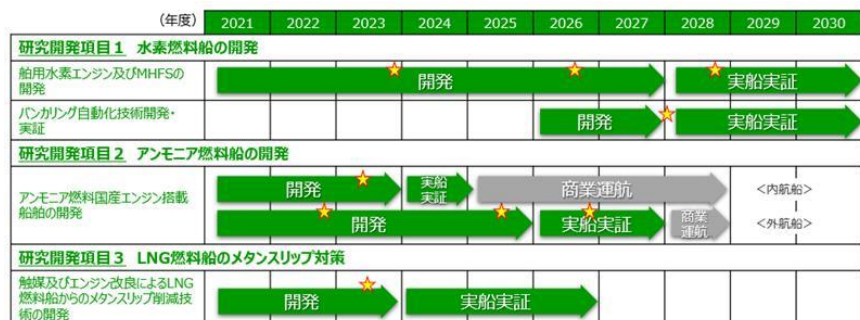 （年度） 2021 2022 2023 2024 2025 2026 2027 2028 2029 2030
研究開発項目１ 水素燃料船の開発
舶用水素エンジン及びMHFSの
開発
開発 実船実証
バンカリング自動化技術開発・
実証
開発 実船実証
研究開発項目２ アンモニア燃料船の開発
アンモニア燃料国産エンジン搭載
船舶の開発
開発 実船
実証 商業運航 ＜内航船＞
開発 実船実証 商業
運航 ＜外航船＞
研究開発項目３ LNG燃料船のメタンスリップ対策
触媒及びエンジン改良によるLNG
燃料船からのメタンスリップ削減技
術の開発
開発 実船実証